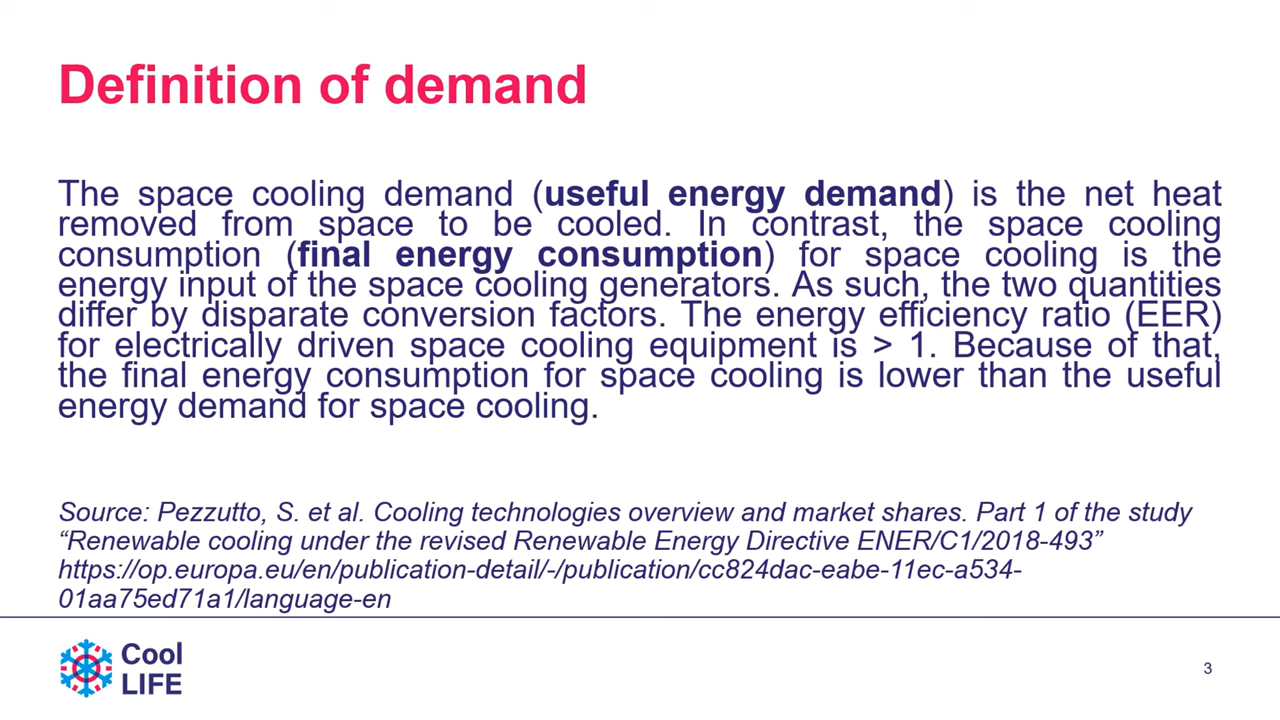 Definition of demand
The space cooling demand (useful energy demand) is the net heat
removed from space to be cooled. In contrast, the space cooling
consumption (final energy consumption) for space cooling is the
energy input of the space cooling generators. As such, the two quantities
differ by disparate conversion factors. The energy efficiency ratio (EER)
for electrically driven space cooling equipment is > 1. Because of that,
the final energy consumption for space cooling is lower than the useful
energy demand for space cooling.
Source: Pezzutto, S. et al. Cooling technologies overview and market shares. Part 1 of the study
“Renewable cooling under the revised Renewable Energy Directive ENER/C1/2018-493”
https://op.europa.eu/en/publication-detail/-/publication/cc824dac-eabe-11ec-a534-
01aa75ed71a1/language-en
Cool
LIFE
3